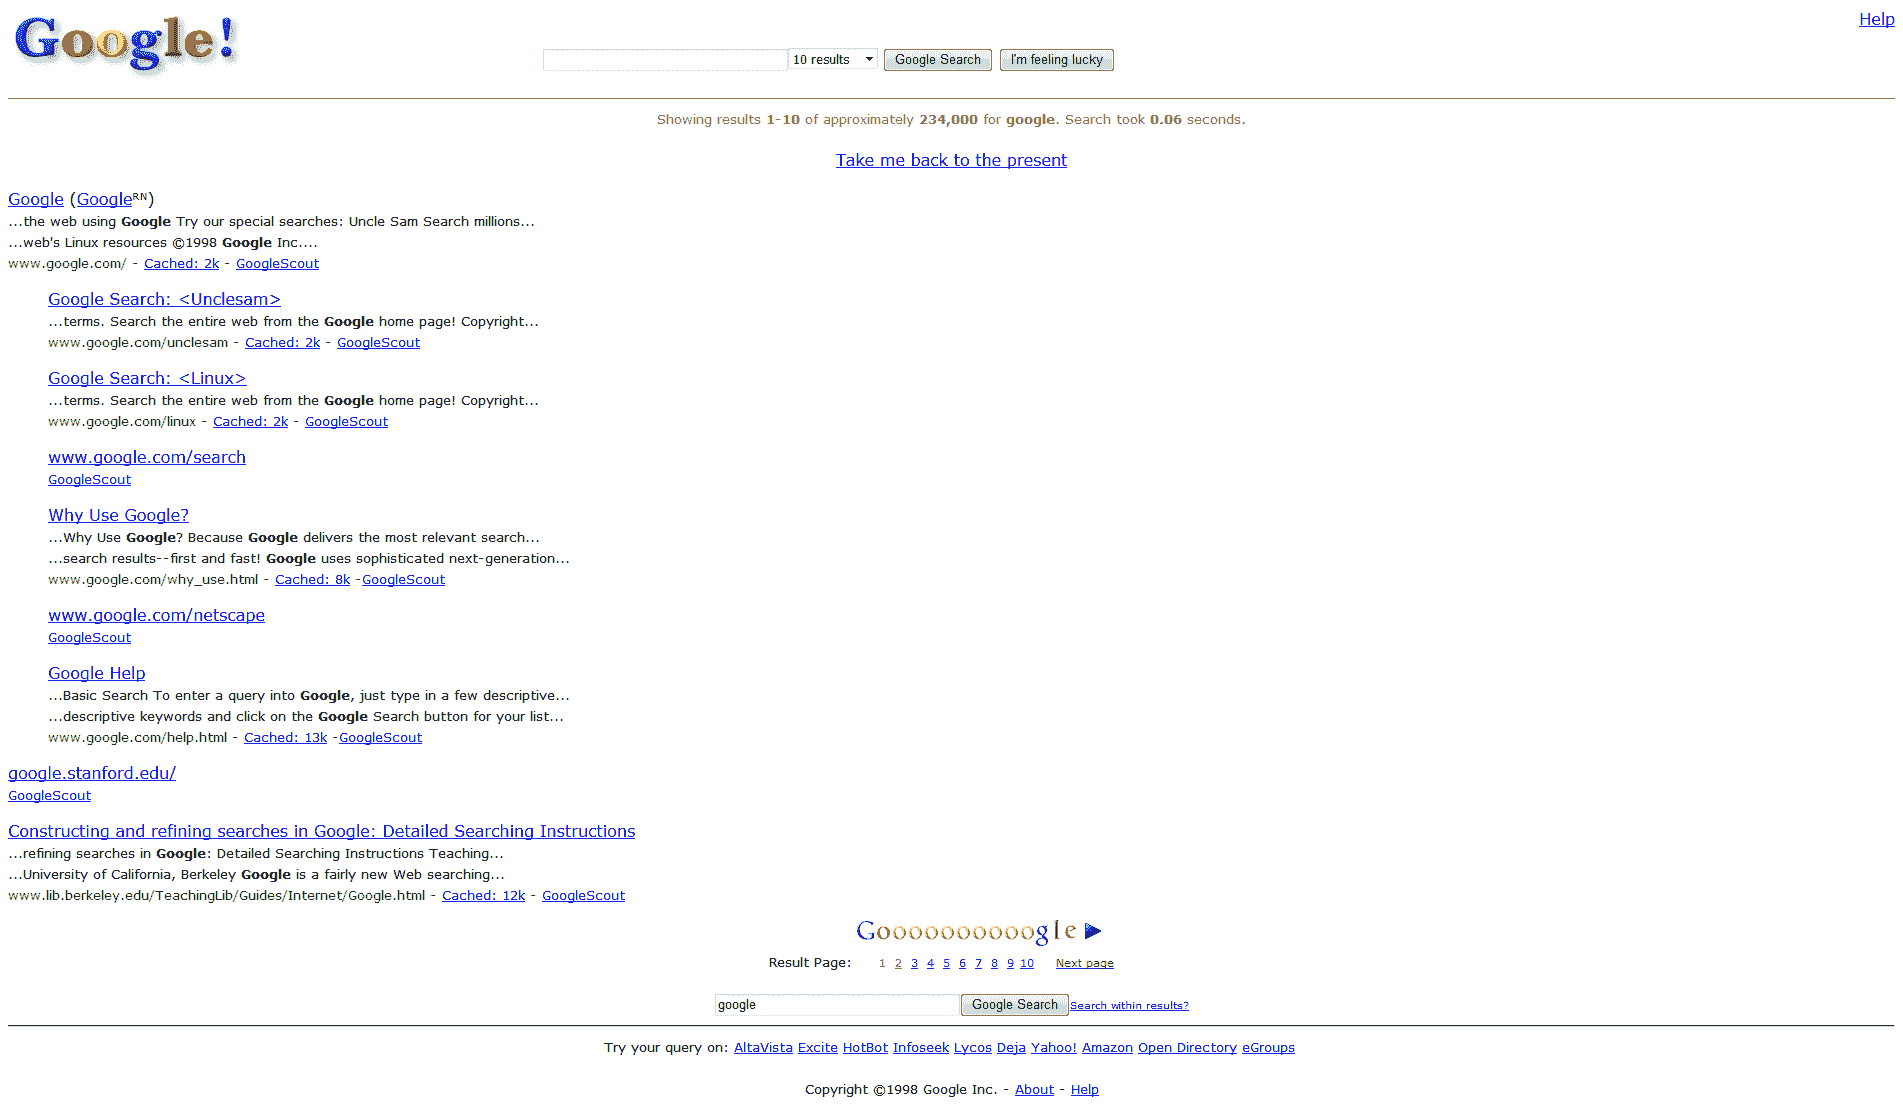 Google!
Help
10 results Google Search I'm feeling lucky
Showing results 1-10 of approximately 234,000 for google. Search took 0.06 seconds.
Take me back to the present
Google (GoogleRN)
...the web using Google Try our special searches: Uncle Sam Search millions...
...web's Linux resources ©1998 Google Inc....
www.google.com/ - Cached: 2k - GoogleScout
Google Search: <Unclesam>
...terms. Search the entire web from the Google home page! Copyright...
www.google.com/unclesam - Cached: 2k - GoogleScout
Google Search: <Linux>
...terms. Search the entire web from the Google home page! Copyright...
www.google.com/linux - Cached: 2k - GoogleScout
www.google.com/search
GoogleScout
Why Use Google?
...Why Use Google? Because Google delivers the most relevant search...
...search results--first and fast! Google uses sophisticated next-generation...
www.google.com/why_use.html - Cached: 8k -GoogleScout
www.google.com/netscape
GoogleScout
Google Help
...Basic Search To enter a query into Google, just type in a few descriptive...
...descriptive keywords and click on the Google Search button for your list...
www.google.com/help.html - Cached: 13k -GoogleScout
google.stanford.edu/
GoogleScout
Constructing and refining searches in Google: Detailed Searching Instructions
...refining searches in Google: Detailed Searching Instructions Teaching...
...University of California, Berkeley Google is a fairly new Web searching...
www.lib.berkeley.edu/TeachingLib/Guides/Internet/Google.html - Cached: 12k - GoogleScout
Goooooooooogle
Result Page: 1 2 3 4 5 6 7 8 9 10 Next page
google Google Search Search within results?
Try your query on: AltaVista Excite HotBot Infoseek Lycos Deja Yahoo! Amazon Open Directory eGroups
Copyright ©1998 Google Inc. - About - Help